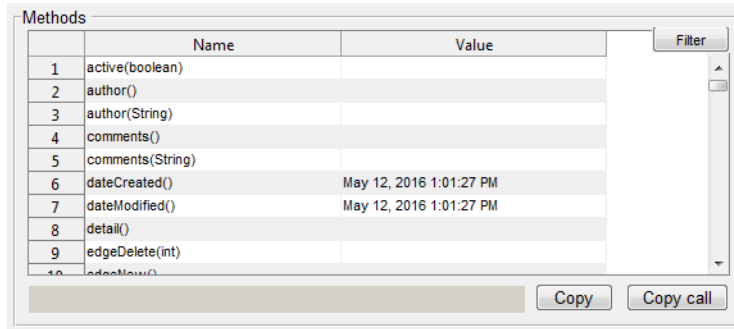 Methods
Name Value Filter
1 active(boolean)
2 author()
3 author(String)
4 comments()
5 comments(String)
6 dateCreated() May 12, 2016 1:01:27 PM
7 dateModified() May 12, 2016 1:01:27 PM
8 detail()
9 edgeDelete(int)
10 edgeNew()
Copy Copy call